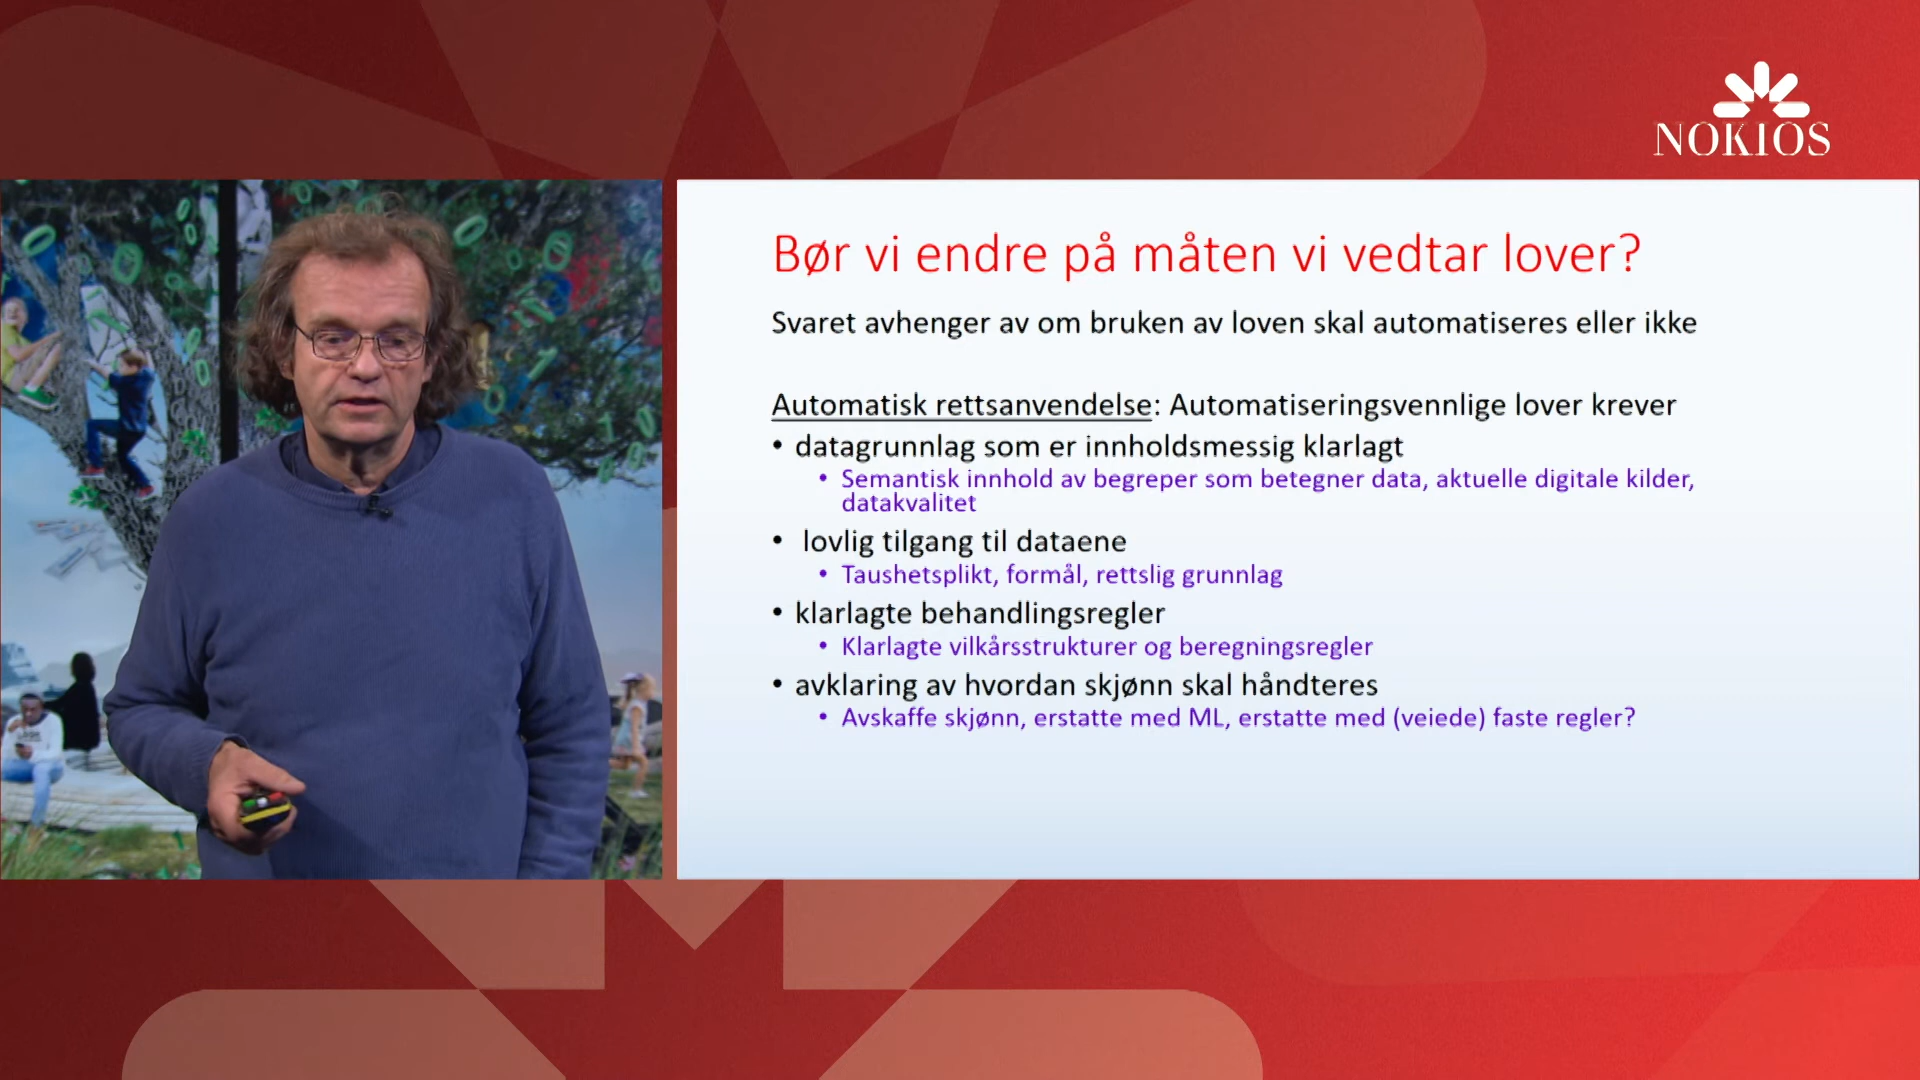 NOKIOS
Bør vi endre på måten vi vedtar lover?
Svaret avhenger av om bruken av loven skal automatiseres eller ikke
Automatisk rettsanvendelse: Automatiseringsvennlige lover krever
• datagrunnlag som er innholdsmessig klarlagt
• Semantisk innhold av begreper som betegner data, aktuelle digitale kilder,
datakvalitet
• lovlig tilgang til dataene
• Taushetsplikt, formål, rettslig grunnlag
• klarlagte behandlingsregler
• Klarlagte vilkårsstrukturer og beregningsregler
• avklaring av hvordan skjønn skal håndteres
• Avskaffe skjønn, erstatte med ML, erstatte med (veiede) faste regler?